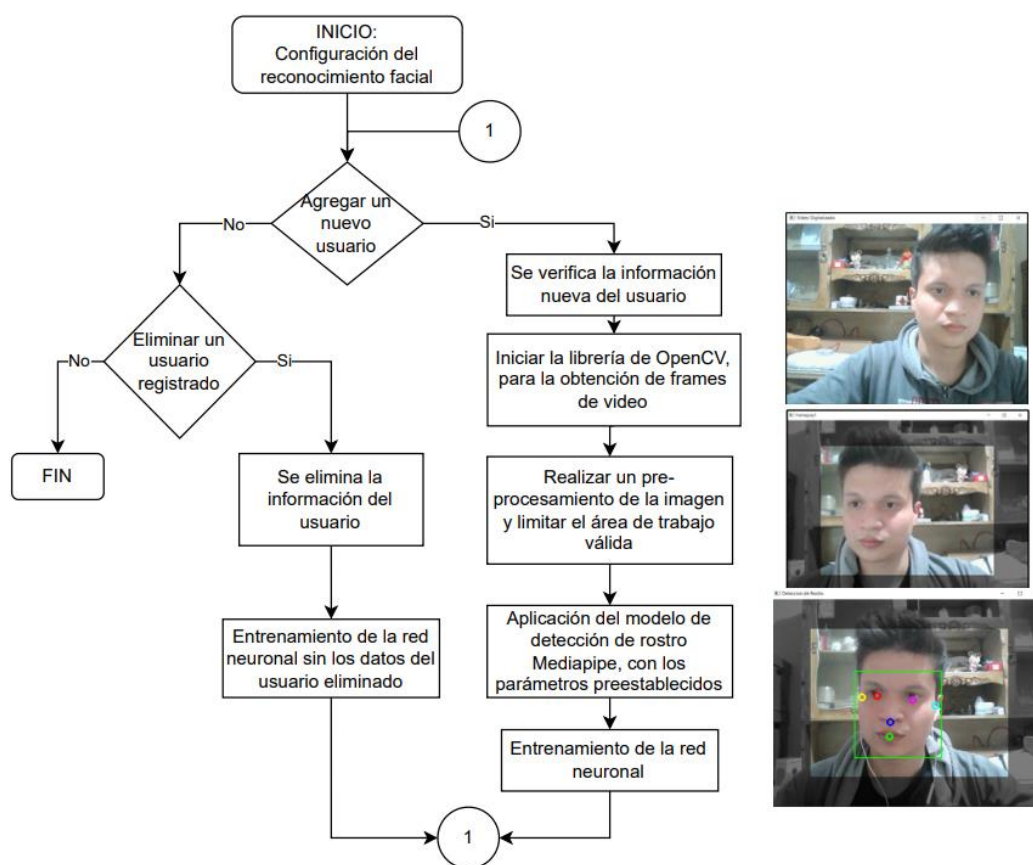 INICIO:
Configuración del
reconocimiento facial
1
Agregar un
nuevo
usuario
No
Si
Se verifica la información
nueva del usuario
Eliminar un
usuario
registrado
No
Si
Iniciar la librería de OpenCV,
para la obtención de frames
de video
FIN
Se elimina la
información del
usuario
Realizar un pre-
procesamiento de la imagen
y limitar el área de trabajo
válida
Entrenamiento de la red
neuronal sin los datos del
usuario eliminado
Aplicación del modelo de
detección de rostro
Mediapipe, con los
parámetros preestablecidos
Entrenamiento de la red
neuronal
1
Detección de Rostro